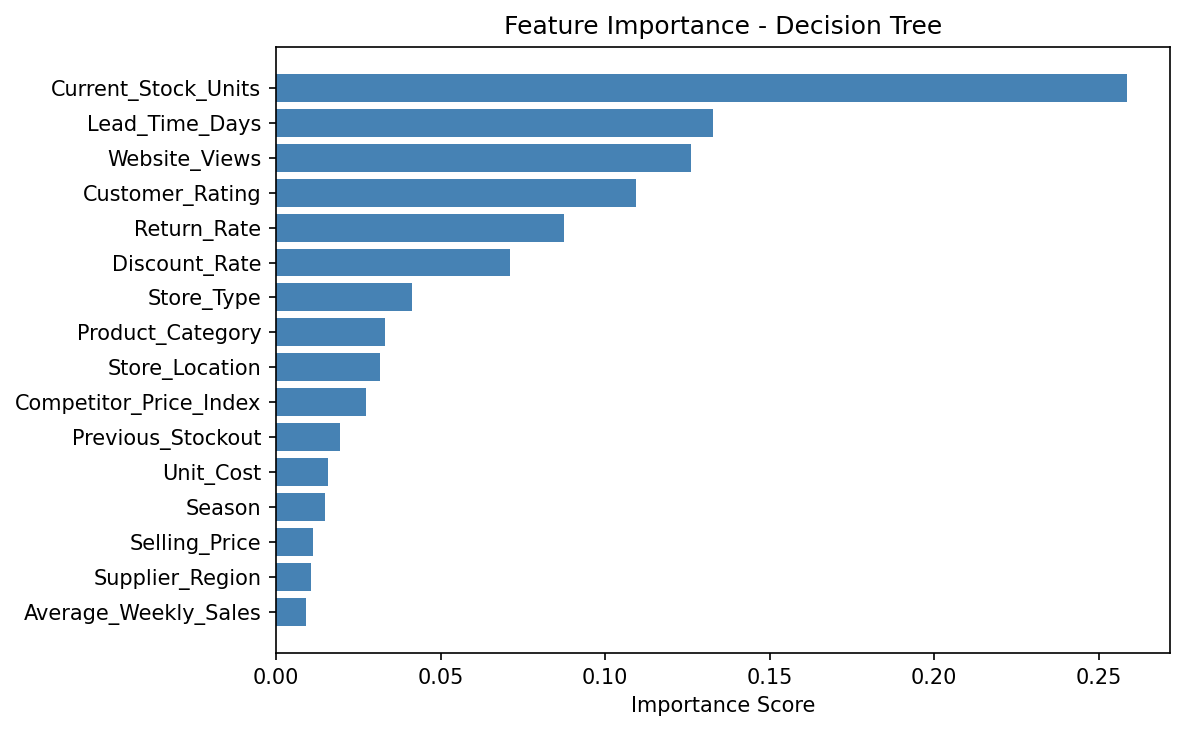 Feature Importance - Decision Tree
Current_Stock_Units
Lead_Time_Days
Website_Views
Customer_Rating
Return_Rate
Discount_Rate
Store_Type
Product_Category
Store_Location
Competitor_Price_Index
Previous_Stockout
Unit_Cost
Season
Selling_Price
Supplier_Region
Average_Weekly_Sales
0.00 0.05 0.10 0.15 0.20 0.25
Importance Score